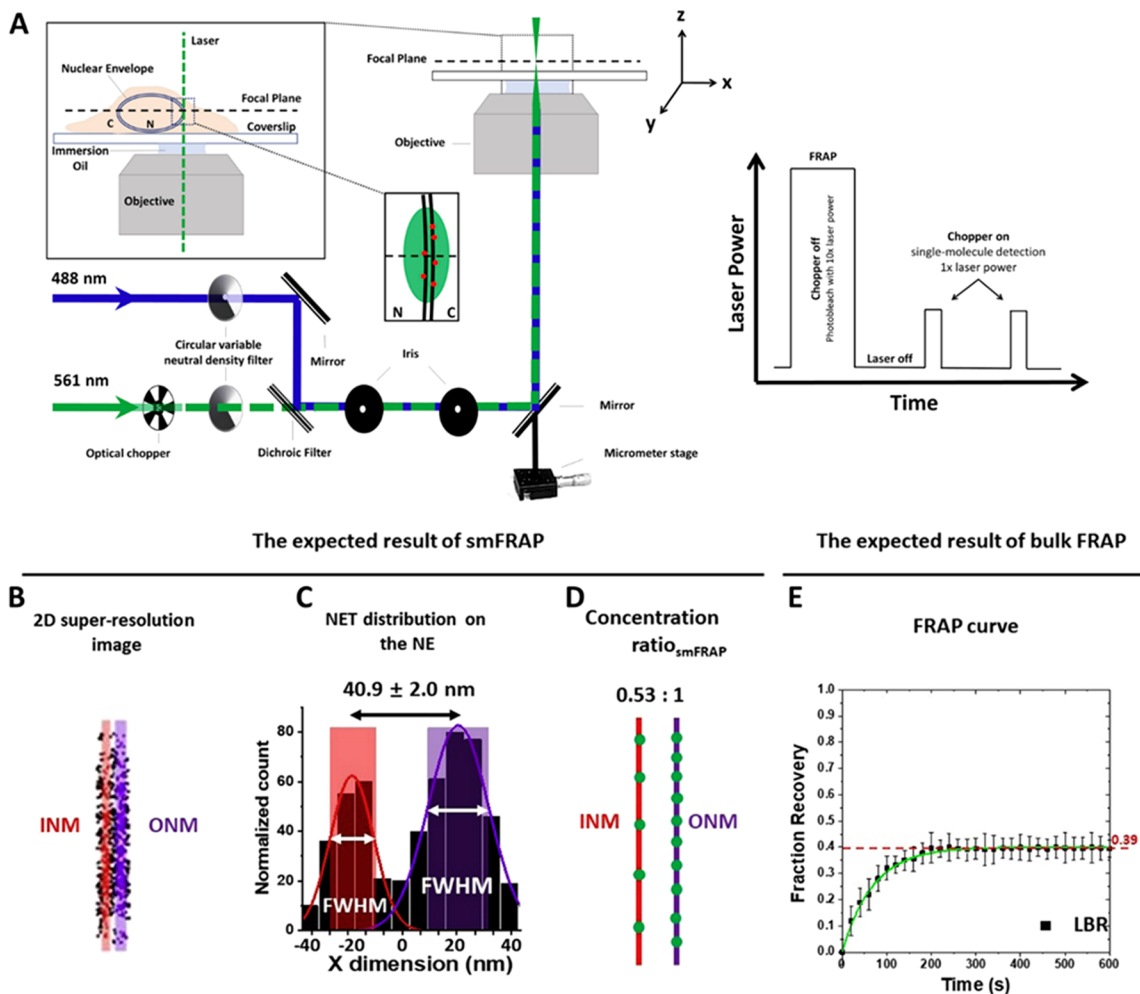 A
Laser
Nuclear Envelope
Focal Plane
C
N
Coverslip
Immersion
Oil
Objective
Focal Plane
Objective
z
x
y
N
C
488 nm
Circular variable
neutral density filter
Mirror
Iris
561 nm
Optical chopper
Dichroic Filter
Mirror
Micrometer stage
Laser Power
FRAP
Chopper off
Photobleach with 10x laser power
Laser off
Chopper on
single-molecule detection
1x laser power
Time
The expected result of smFRAP
The expected result of bulk FRAP
B
2D super-resolution
image
INM
ONM
C
NET distribution on
the NE
40.9 ± 2.0 nm
Normalized count
80
60
40
20
0
FWHM
FWHM
-40
-20
0
20
40
X dimension (nm)
D
Concentration
ratiosmFRAP
0.53 : 1
INM
ONM
E
FRAP curve
Fraction Recovery
1.0
0.9
0.8
0.7
0.6
0.5
0.4
0.3
0.2
0.1
0.0
0.39
LBR
0
100
200
300
400
500
600
Time (s)